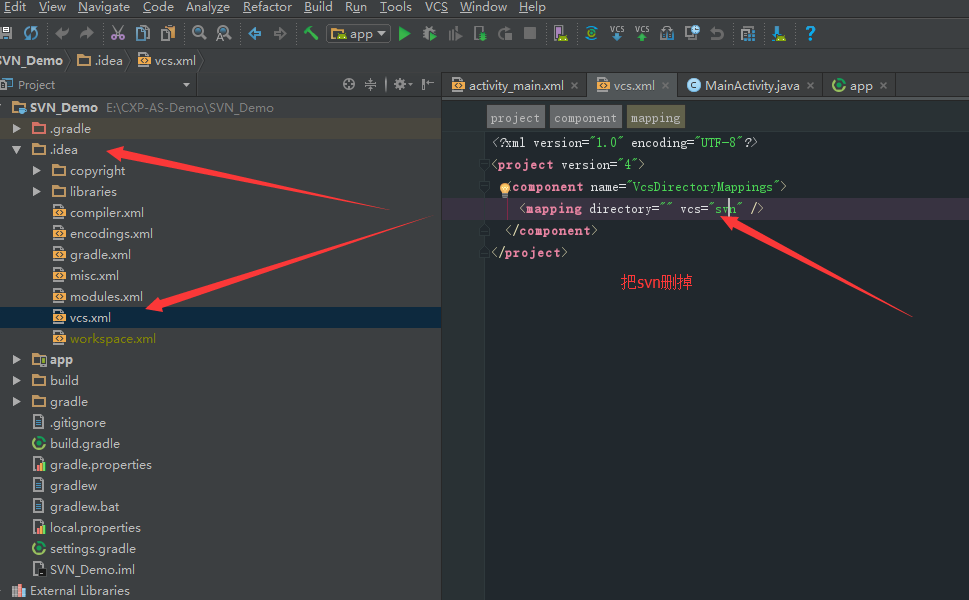 Edit View Navigate Code Analyze Refactor Build Run Tools VCS Window Help
app VCS VCS ?
SVN_Demo .idea vcs.xml
Project
activity_main.xml vcs.xml MainActivity.java app
SVN_Demo E:\CXP-AS-Demo\SVN_Demo
.gradle
.idea
copyright
libraries
compiler.xml
encodings.xml
gradle.xml
misc.xml
modules.xml
vcs.xml
workspace.xml
app
build
gradle
.gitignore
build.gradle
gradle.properties
gradlew
gradlew.bat
local.properties
settings.gradle
SVN_Demo.iml
External Libraries
project component mapping
<?xml version="1.0" encoding="UTF-8"?>
<project version="4">
<component name="VcsDirectoryMappings">
<mapping directory="" vcs="svn" />
</component>
</project>
把svn删掉